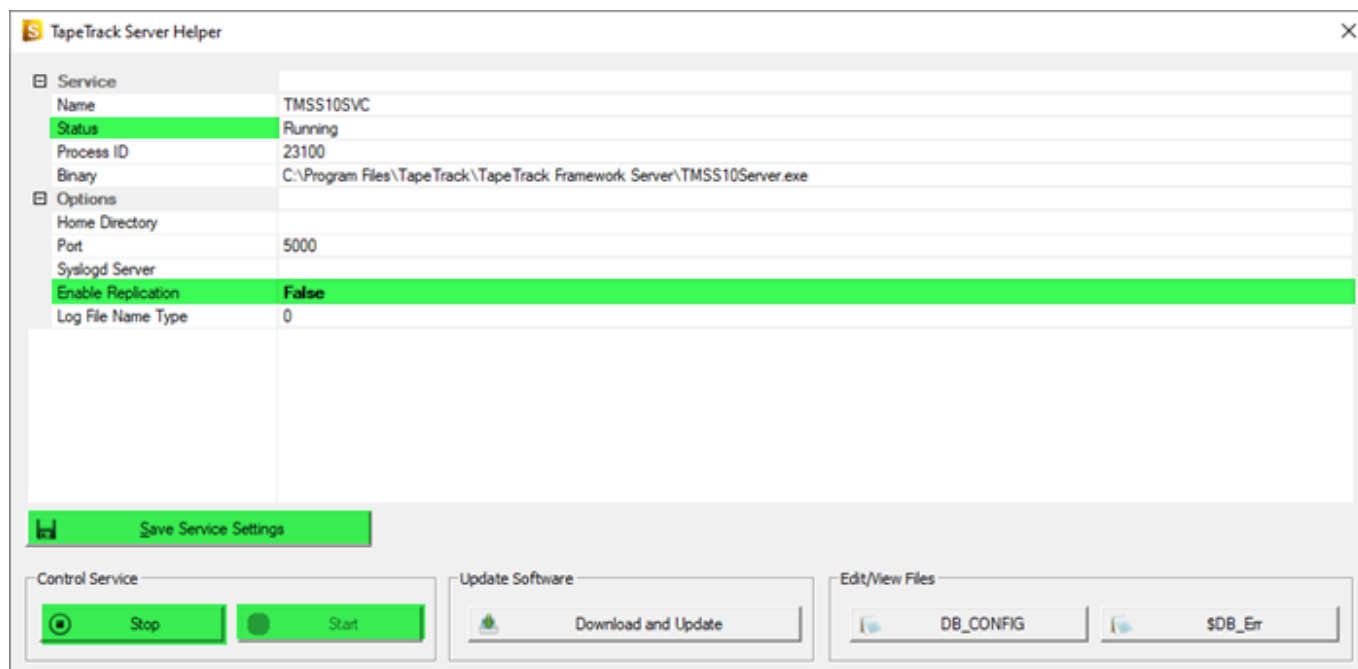 TapeTrack Server Helper
Service
Name TMSS10SVC
Status Running
Process ID 23100
Binary C:\Program Files\TapeTrack\TapeTrack Framework Server\TMSS10Server.exe
Options
Home Directory
Port 5000
Syslogd Server
Enable Replication False
Log File Name Type 0
Save Service Settings
Control Service Update Software Edit/View Files
Stop Start Download and Update DB_CONFIG $DB_Err